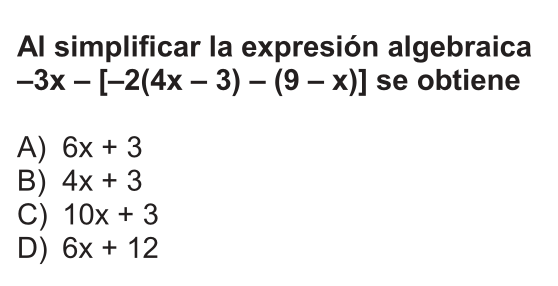 Al simplificar la expresión algebraica
–3x – [–2(4x – 3) – (9 – x)] se obtiene
A) 6x + 3
B) 4x + 3
C) 10x + 3
D) 6x + 12